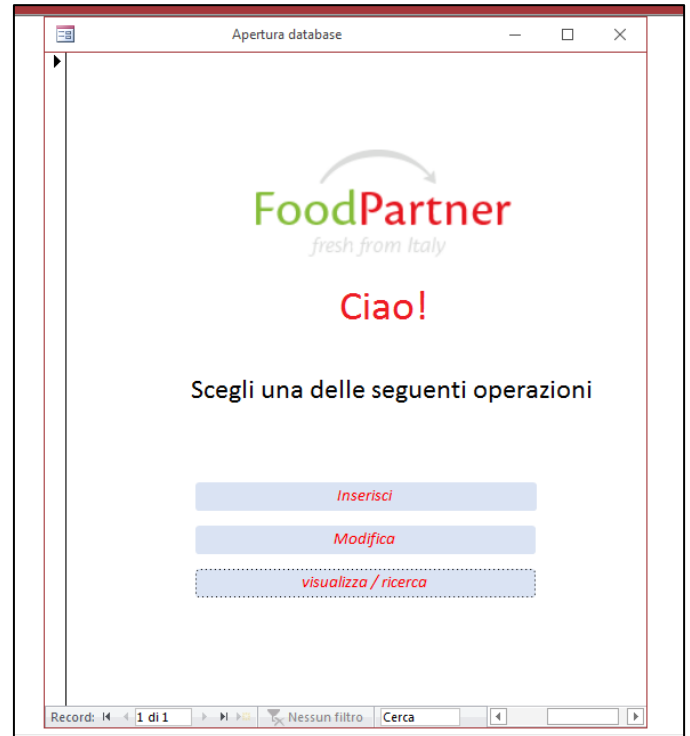 Apertura database
FoodPartner
fresh from Italy
Ciao!
Scegli una delle seguenti operazioni
Inserisci
Modifica
visualizza / ricerca
Record: 1 di 1 Nessun filtro Cerca